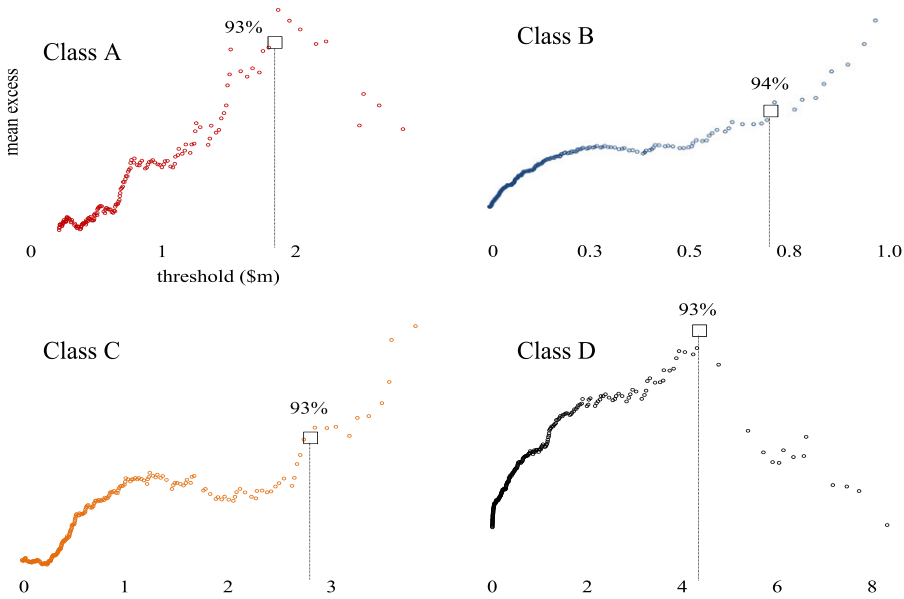 Class A
93%
mean excess
0 1 2
threshold ($m)
Class B
94%
0 0.3 0.5 0.8 1.0
Class C
93%
0 1 2 3
Class D
93%
0 2 4 6 8